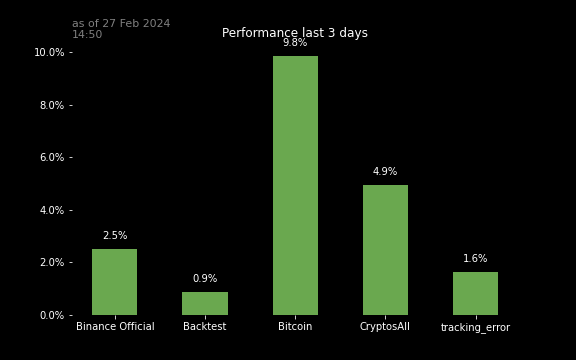 as of 27 Feb 2024
14:50
Performance last 3 days
10.0%
8.0%
6.0%
4.0%
2.0%
0.0%
2.5%
0.9%
9.8%
4.9%
1.6%
Binance Official
Backtest
Bitcoin
CryptosAll
tracking_error